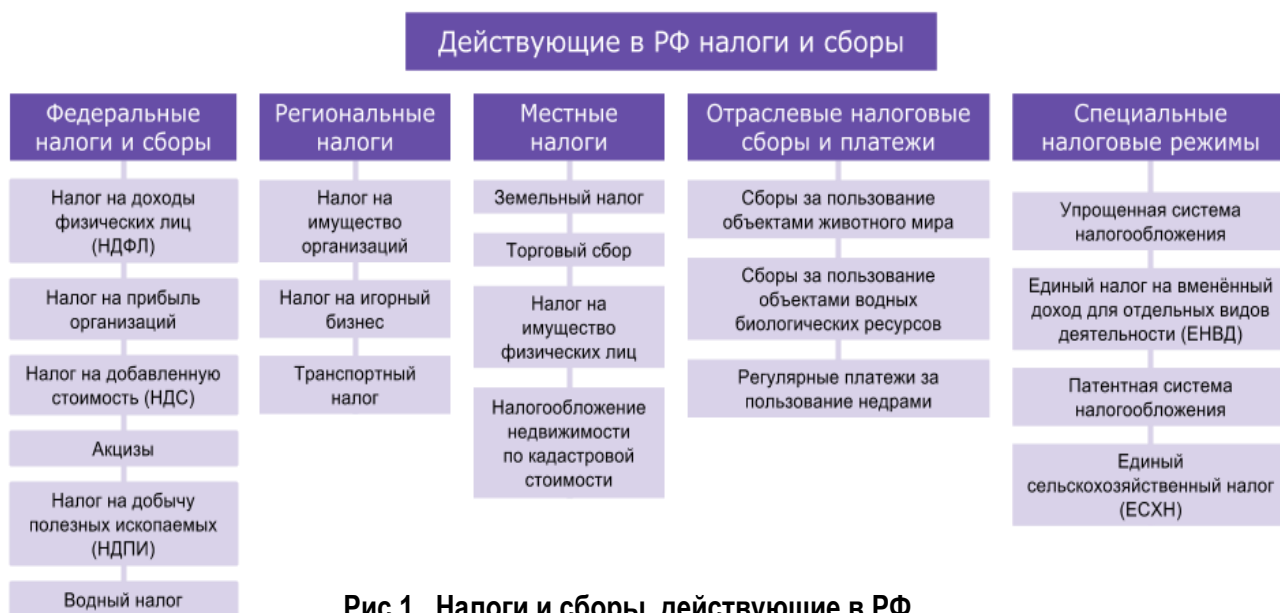 Действующие в РФ налоги и сборы
Федеральные
налоги и сборы
Налог на доходы
физических лиц
(НДФЛ)
Налог на прибыль
организаций
Налог на добавленную
стоимость (НДС)
Акцизы
Налог на добычу
полезных ископаемых
(НДПИ)
Водный налог
Региональные
налоги
Налог на
имущество
организаций
Налог на игорный
бизнес
Транспортный
налог
Местные
налоги
Земельный налог
Торговый сбор
Налог на
имущество
физических лиц
Налогообложение
недвижимости
по кадастровой
стоимости
Отраслевые налоговые
сборы и платежи
Сборы за пользование
объектами животного мира
Сборы за пользование
объектами водных
биологических ресурсов
Регулярные платежи за
пользование недрами
Специальные
налоговые режимы
Упрощенная система
налогообложения
Единый налог на вменённый
доход для отдельных видов
деятельности (ЕНВД)
Патентная система
налогообложения
Единый
сельскохозяйственный налог
(ЕСХН)
Рис 1. Налоги и сборы, действующие в РФ